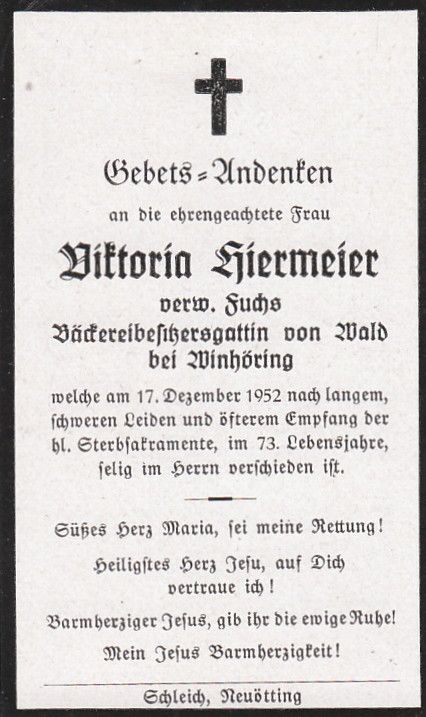 Gebets-Andenken
an die ehrengeachtete Frau
Viktoria Hiermeier
verw. Fuchs
Bäckereibesitzersgattin von Wald
bei Winhöring
welche am 17. Dezember 1952 nach langem,
schweren Leiden und öfterem Empfang der
hl. Sterbsakramente, im 73. Lebensjahre,
selig im Herrn verschieden ist.
Süßes Herz Maria, sei meine Rettung!
Heiligstes Herz Jesu, auf Dich
vertraue ich!
Barmherziger Jesus, gib ihr die ewige Ruhe!
Mein Jesus Barmherzigkeit!
Schleich, Neuötting